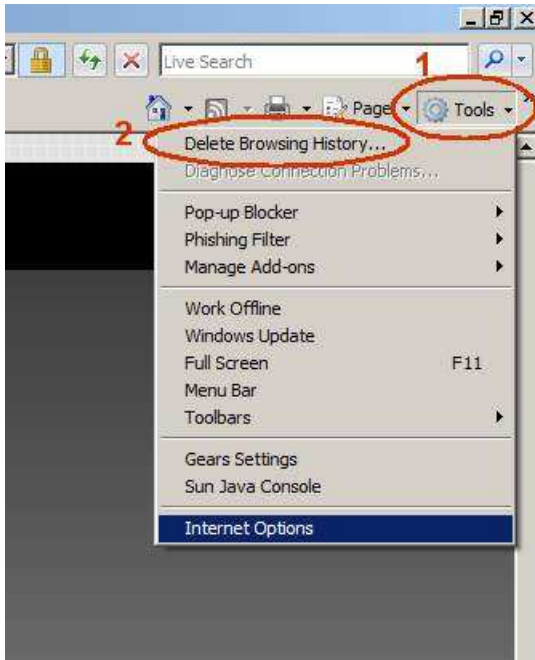 Live Search
1
Page
Tools
2
Delete Browsing History...
Diagnose Connection Problems...
Pop-up Blocker
Phishing Filter
Manage Add-ons
Work Offline
Windows Update
Full Screen F11
Menu Bar
Toolbars
Gears Settings
Sun Java Console
Internet Options